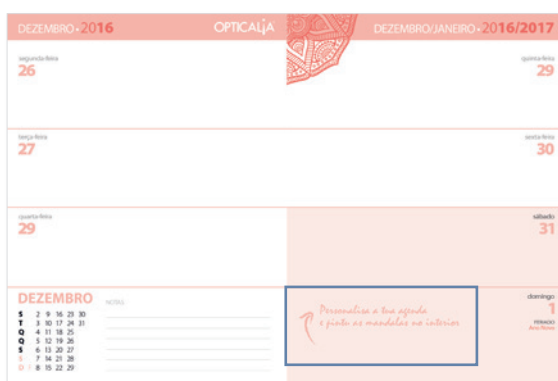 DEZEMBRO • 2016
OPTICALiA
segunda-feira
26
terça-feira
27
quarta-feira
29
DEZEMBRO
NOTAS
S 2 9 16 23 30
T 3 10 17 24 31
Q 4 11 18 25
Q 5 12 19 26
S 6 13 20 27
S 7 14 21 28
D 1 8 15 22 29
DEZEMBRO/JANEIRO • 2016/2017
quinta-feira
29
sexta-feira
30
sábado
31
Personalisa a tua agenda
e pinta as mandalas no interior
domingo
1
FERIADO
Ano Novo